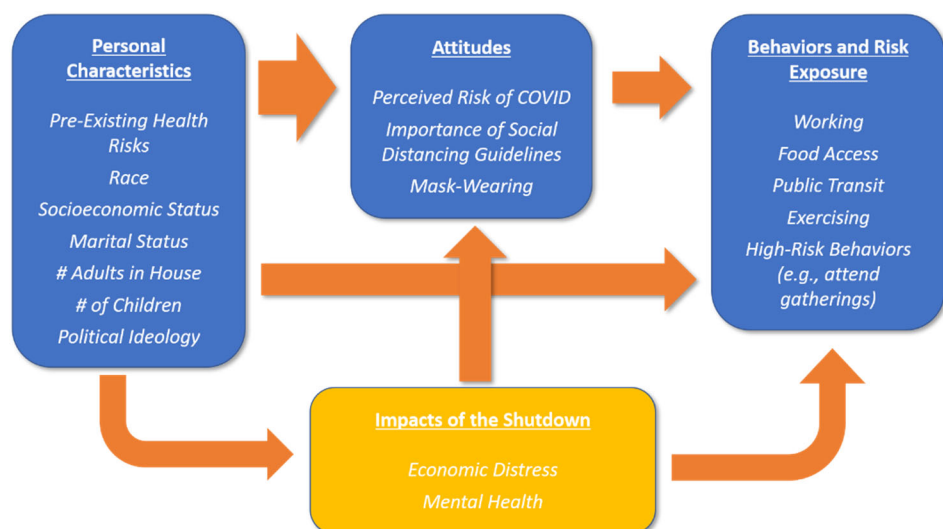 Personal
Characteristics
Pre-Existing Health
Risks
Race
Socioeconomic Status
Marital Status
# Adults in House
# of Children
Political Ideology
Attitudes
Perceived Risk of COVID
Importance of Social
Distancing Guidelines
Mask-Wearing
Behaviors and Risk
Exposure
Working
Food Access
Public Transit
Exercising
High-Risk Behaviors
(e.g., attend
gatherings)
Impacts of the Shutdown
Economic Distress
Mental Health